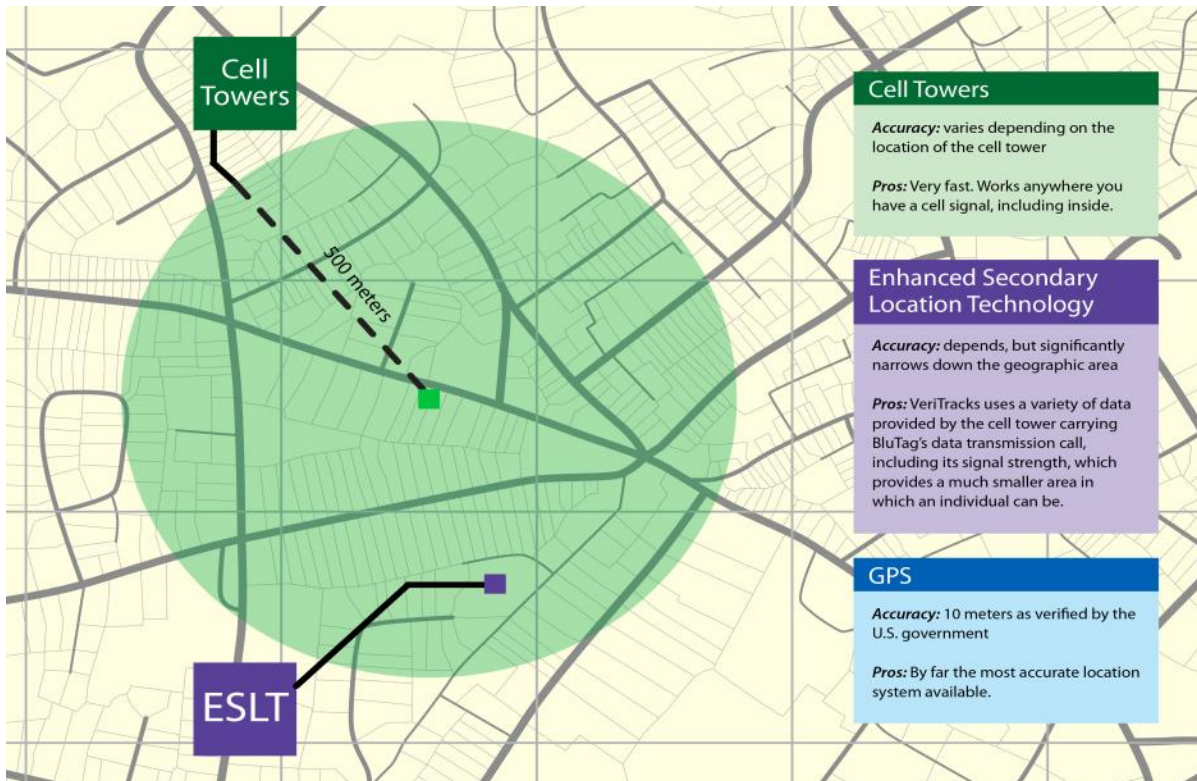 Cell
Towers
500 meters
ESLT
Cell Towers
Accuracy: varies depending on the
location of the cell tower
Pros: Very fast. Works anywhere you
have a cell signal, including inside.
Enhanced Secondary
Location Technology
Accuracy: depends, but significantly
narrows down the geographic area
Pros: VeriTracks uses a variety of data
provided by the cell tower carrying
BluTag's data transmission call,
including its signal strength, which
provides a much smaller area in
which an individual can be.
GPS
Accuracy: 10 meters as verified by the
U.S. government
Pros: By far the most accurate location
system available.